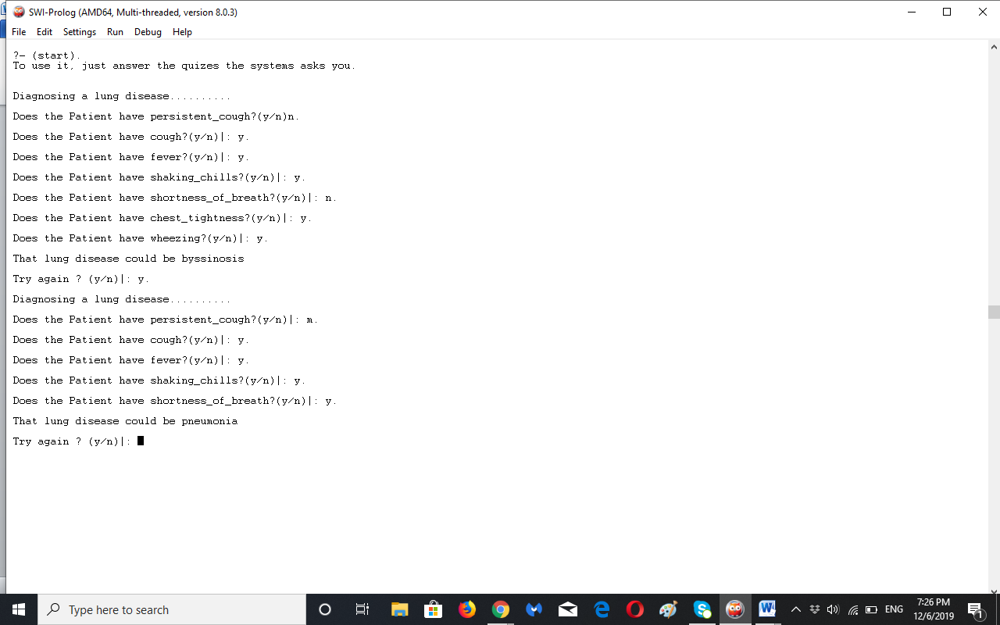 SWI-Prolog (AMD64, Multi-threaded, version 8.0.3)
File Edit Settings Run Debug Help
?- (start).
To use it, just answer the quizes the systems asks you.
Diagnosing a lung disease..........
Does the Patient have persistent_cough?(y/n)n.
Does the Patient have cough?(y/n)|: y.
Does the Patient have fever?(y/n)|: y.
Does the Patient have shaking_chills?(y/n)|: y.
Does the Patient have shortness_of_breath?(y/n)|: n.
Does the Patient have chest_tightness?(y/n)|: y.
Does the Patient have wheezing?(y/n)|: y.
That lung disease could be byssinosis
Try again ? (y/n)|: y.
Diagnosing a lung disease..........
Does the Patient have persistent_cough?(y/n)|: m.
Does the Patient have cough?(y/n)|: y.
Does the Patient have fever?(y/n)|: y.
Does the Patient have shaking_chills?(y/n)|: y.
Does the Patient have shortness_of_breath?(y/n)|: y.
That lung disease could be pneumonia
Try again ? (y/n)|:
Type here to search
ENG
7:26 PM
12/6/2019
1